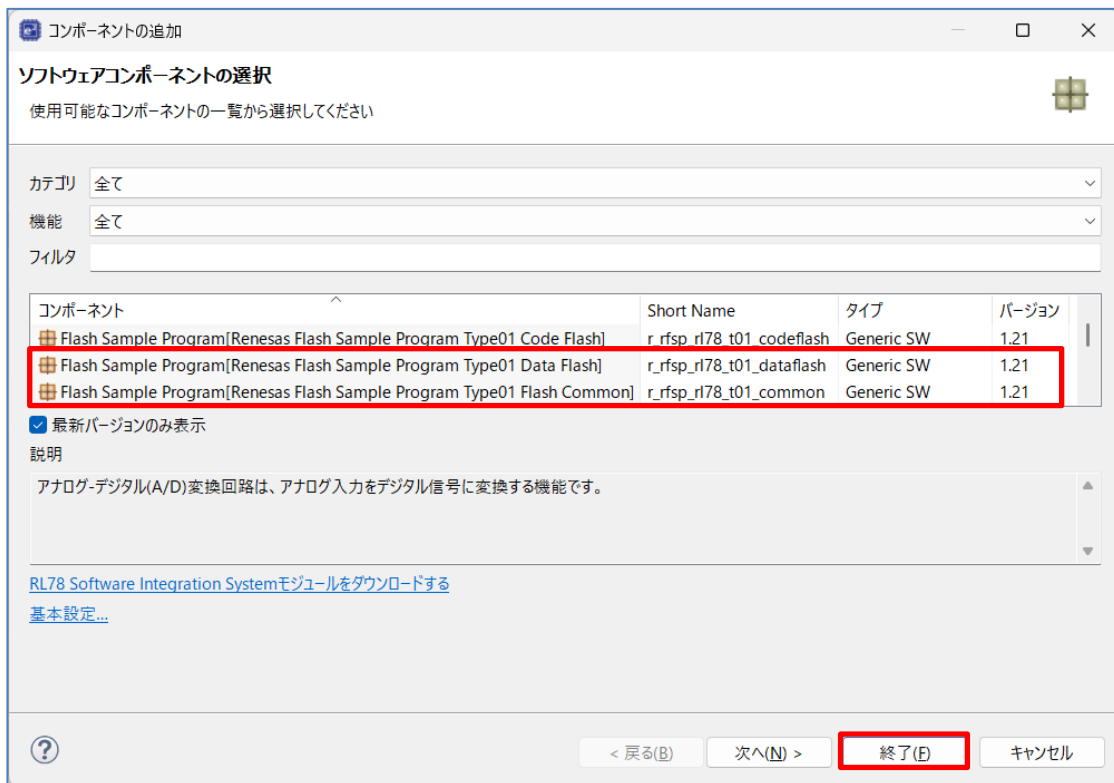 コンポーネントの追加
ソフトウェアコンポーネントの選択
使用可能なコンポーネントの一覧から選択してください
カテゴリ 全て
機能 全て
フィルタ
コンポーネント Short Name タイプ バージョン
Flash Sample Program[Renesas Flash Sample Program Type01 Code Flash] r_rfsp_rl78_t01_codeflash Generic SW 1.21
Flash Sample Program[Renesas Flash Sample Program Type01 Data Flash] r_rfsp_rl78_t01_dataflash Generic SW 1.21
Flash Sample Program[Renesas Flash Sample Program Type01 Flash Common] r_rfsp_rl78_t01_common Generic SW 1.21
最新バージョンのみ表示
説明
アナログ-デジタル(A/D)変換回路は、アナログ入力をデジタル信号に変換する機能です。
RL78 Software Integration Systemモジュールをダウンロードする
基本設定...
< 戻る(B) 次へ(N) > 終了(F) キャンセル